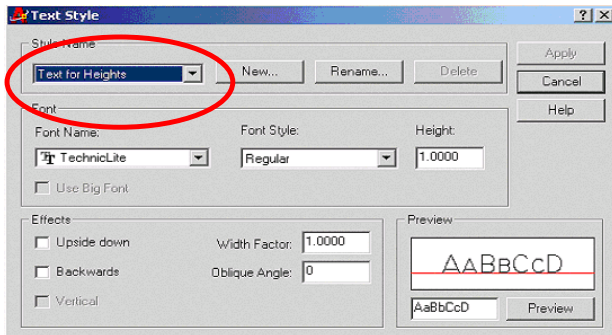 Text Style
Style Name
Text for Heights
New...
Rename...
Delete
Apply
Cancel
Help
Font
Font Name:
Font Style:
Height:
TechnicLite
Regular
1.0000
Use Big Font
Effects
Upside down
Width Factor: 1.0000
Backwards
Oblique Angle: 0
Vertical
Preview
AaBbCcD
AaBbCcD
Preview